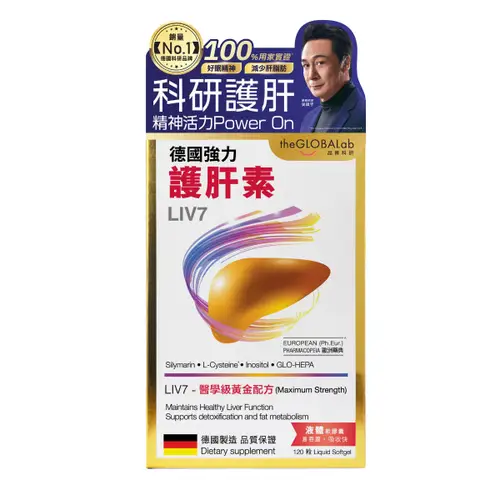 銷量
No.1
德國科研品牌
100%用家實證
好眠精神 減少肝脂肪
科研護肝
精神活力Power On
theGLOBALab
德國強力
護肝素
LIV7
EUROPEAN (Ph.Eur.)
PHARMACOPEIA 歐洲藥典
Silymarin • L-Cysteine • Inositol • GLO-HEPA
LIV7 - 醫學級黃金配方 (Maximum Strength)
Maintains Healthy Liver Function
Supports detoxification and fat metabolism
德國製造 品質保證
Dietary supplement
液體軟膠囊
120 粒 Liquid Softgel